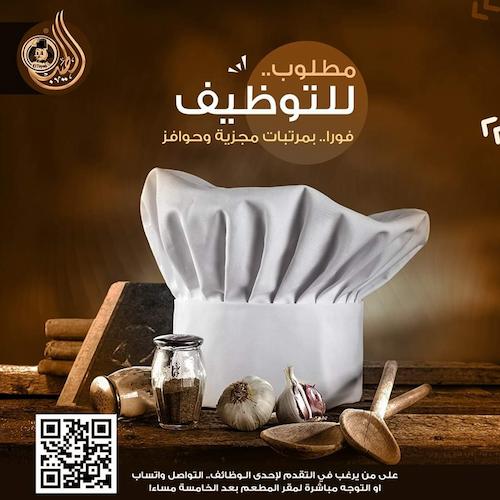 مطلوب..
للتوظيف
فورا.. بمرتبات مجزية وحوافز
على من يرغب في التقدم لإحدى الوظائف.. التواصل واتساب
او التوجه مباشرة لمقر المطعم بعد الخامسة مساءا